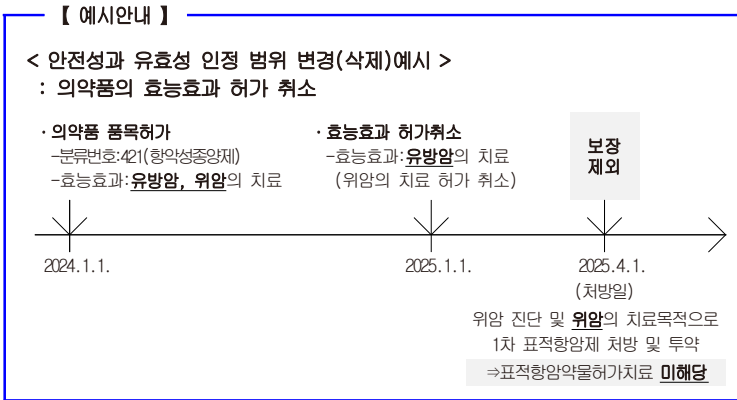 【 예시안내 】
< 안전성과 유효성 인정 범위 변경(삭제)예시 >
: 의약품의 효능효과 허가 취소
· 의약품 품목허가
-분류번호:421(항악성종양제)
-효능효과:유방암, 위암의 치료
· 효능효과 허가취소
-효능효과:유방암의 치료
(위암의 치료 허가 취소)
보장
제외
2024.1.1.
2025.1.1.
2025.4.1.
(처방일)
위암 진단 및 위암의 치료목적으로
1차 표적항암제 처방 및 투약
⇒표적항암약물허가치료 미해당